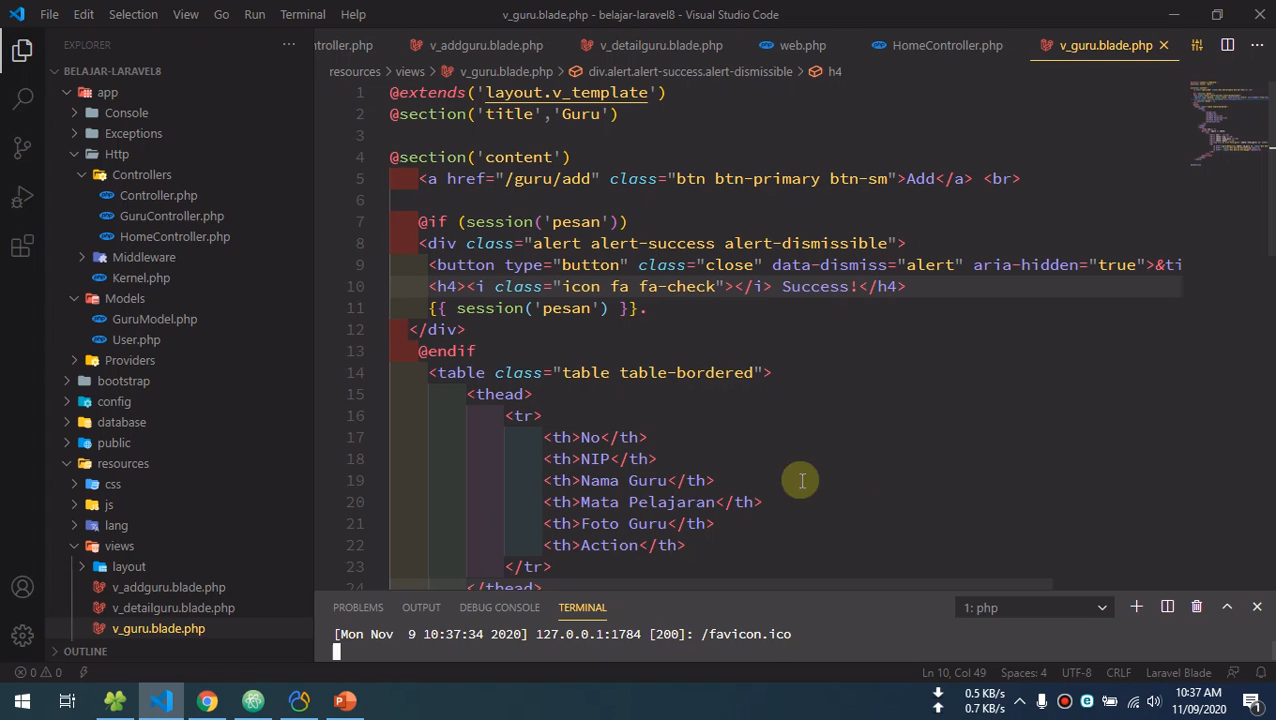 File Edit Selection View Go Run Terminal Help v_guru.blade.php - belajar-laravel8 - Visual Studio Code
EXPLORER
ntroller.php v_addguru.blade.php v_detailguru.blade.php web.php HomeController.php v_guru.blade.php
BELAJAR-LARAVEL8
app
Console
Exceptions
Http
Controllers
Controller.php
GuruController.php
HomeController.php
Middleware
Kernel.php
Models
GuruModel.php
User.php
Providers
bootstrap
config
database
public
resources
css
js
lang
views
layout
v_addguru.blade.php
v_detailguru.blade.php
v_guru.blade.php
OUTLINE
resources > views > v_guru.blade.php > div.alert.alert-success.alert-dismissible > h4
1 @extends('layout.v_template')
2 @section('title','Guru')
3
4 @section('content')
5 <a href="/guru/add" class="btn btn-primary btn-sm">Add</a> <br>
6
7 @if (session('pesan'))
8 <div class="alert alert-success alert-dismissible">
9 <button type="button" class="close" data-dismiss="alert" aria-hidden="true">&ti
10 <h4><i class="icon fa fa-check"></i> Success!</h4>
11 {{ session('pesan') }}.
12 </div>
13 @endif
14 <table class="table table-bordered">
15 <thead>
16 <tr>
17 <th>No</th>
18 <th>NIP</th>
19 <th>Nama Guru</th>
20 <th>Mata Pelajaran</th>
21 <th>Foto Guru</th>
22 <th>Action</th>
23 </tr>
24 </thead>
PROBLEMS OUTPUT DEBUG CONSOLE TERMINAL 1: php
[Mon Nov 9 10:37:34 2020] 127.0.0.1:1784 [200]: /favicon.ico
0 0 Ln 10, Col 49 Spaces: 4 UTF-8 CRLF Laravel Blade
0.5 KB/s
0.7 KB/s
10:37 AM
11/09/2020
1